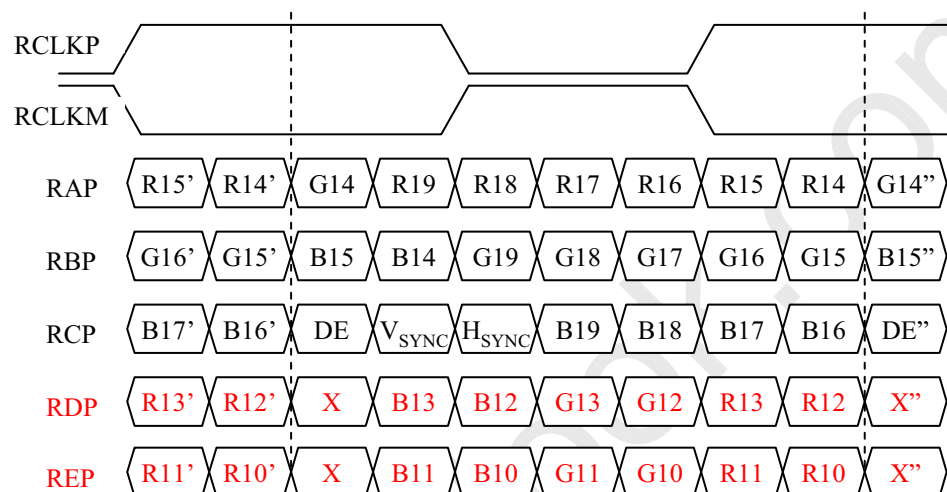 RCLKP
RCLKM
RAP R15’ R14’ G14 R19 R18 R17 R16 R15 R14 G14”
RBP G16’ G15’ B15 B14 G19 G18 G17 G16 G15 B15”
RCP B17’ B16’ DE VSYNC HSYNC B19 B18 B17 B16 DE”
RDP R13’ R12’ X B13 B12 G13 G12 R13 R12 X”
REP R11’ R10’ X B11 B10 G11 G10 R11 R10 X”